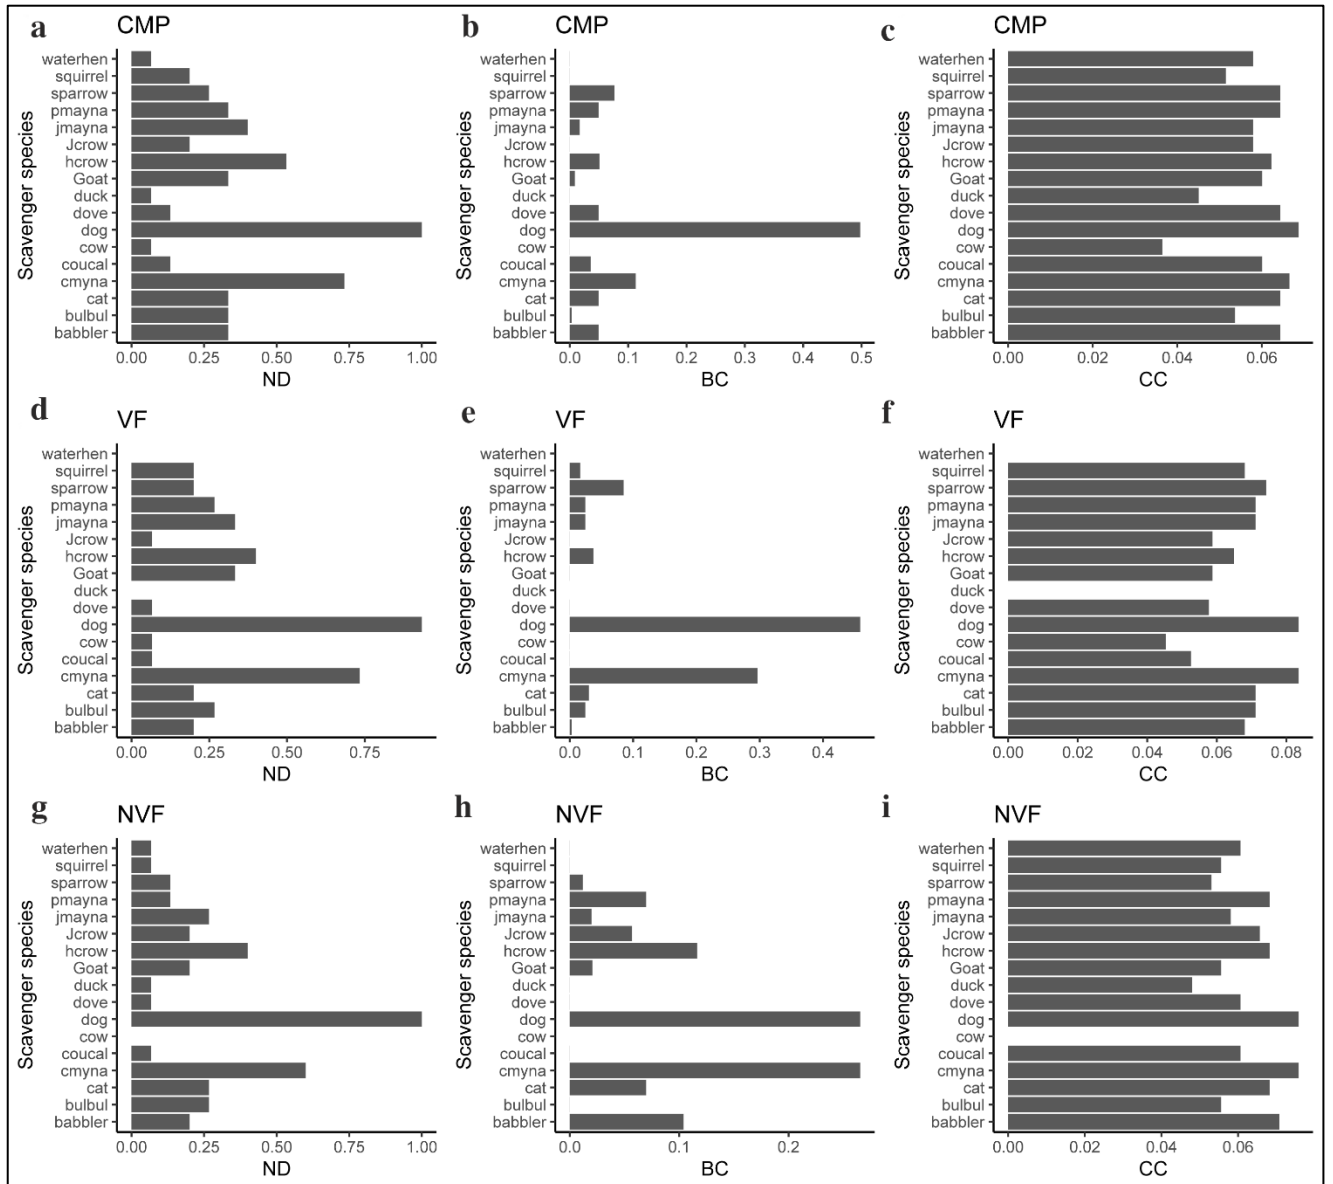 a CMP
Scavenger species
waterhen
squirrel
sparrow
pmayna
jmayna
Jcrow
hcrow
Goat
duck
dove
dog
cow
coucal
cmyna
cat
bulbul
babbler
0.00 0.25 0.50 0.75 1.00
ND
b CMP
Scavenger species
waterhen
squirrel
sparrow
pmayna
jmayna
Jcrow
hcrow
Goat
duck
dove
dog
cow
coucal
cmyna
cat
bulbul
babbler
0.0 0.1 0.2 0.3 0.4 0.5
BC
c CMP
Scavenger species
waterhen
squirrel
sparrow
pmayna
jmayna
Jcrow
hcrow
Goat
duck
dove
dog
cow
coucal
cmyna
cat
bulbul
babbler
0.00 0.02 0.04 0.06
CC
d VF
Scavenger species
waterhen
squirrel
sparrow
pmayna
jmayna
Jcrow
hcrow
Goat
duck
dove
dog
cow
coucal
cmyna
cat
bulbul
babbler
0.00 0.25 0.50 0.75
ND
e VF
Scavenger species
waterhen
squirrel
sparrow
pmayna
jmayna
Jcrow
hcrow
Goat
duck
dove
dog
cow
coucal
cmyna
cat
bulbul
babbler
0.0 0.1 0.2 0.3 0.4
BC
f VF
Scavenger species
waterhen
squirrel
sparrow
pmayna
jmayna
Jcrow
hcrow
Goat
duck
dove
dog
cow
coucal
cmyna
cat
bulbul
babbler
0.00 0.02 0.04 0.06 0.08
CC
g NVF
Scavenger species
waterhen
squirrel
sparrow
pmayna
jmayna
Jcrow
hcrow
Goat
duck
dove
dog
cow
coucal
cmyna
cat
bulbul
babbler
0.00 0.25 0.50 0.75 1.00
ND
h NVF
Scavenger species
waterhen
squirrel
sparrow
pmayna
jmayna
Jcrow
hcrow
Goat
duck
dove
dog
cow
coucal
cmyna
cat
bulbul
babbler
0.0 0.1 0.2
BC
i NVF
Scavenger species
waterhen
squirrel
sparrow
pmayna
jmayna
Jcrow
hcrow
Goat
duck
dove
dog
cow
coucal
cmyna
cat
bulbul
babbler
0.00 0.02 0.04 0.06
CC